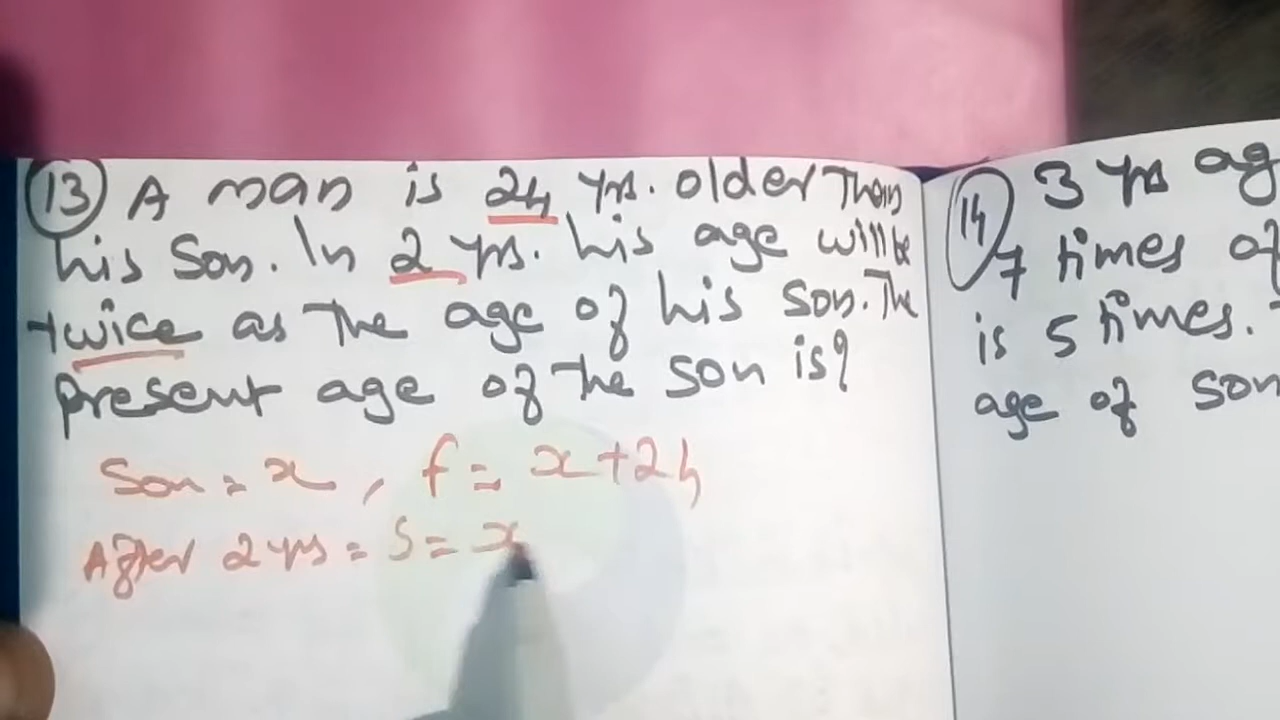 (13) A man is 24 yrs. older than
his son. In 2 yrs. his age will be
twice as the age of his son. The
present age of the son is?
Son = x, f = x+24
After 2 yrs = S = x
(14) 3 yrs ag
7 times of
is 5 times.
age of son